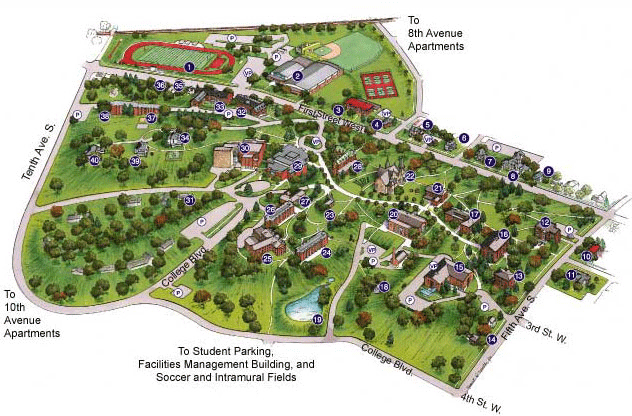 To
8th Avenue
Apartments
P
P
P
VP
1
2
36
35
3
VP
First Street West
33
32
4
5
6
38
37
P
P
VP
34
7
Tenth Ave. S.
30
29
28
8
9
40
39
22
21
31
27
26
23
20
17
12
P
P
16
College Blvd.
25
24
VP
VP
15
10
P
13
11
P
18
P
To
10th
Avenue
Apartments
19
Fifth Ave. S.
3rd St. W.
14
To Student Parking,
Facilities Management Building, and
Soccer and Intramural Fields
College Blvd.
4th St. W.